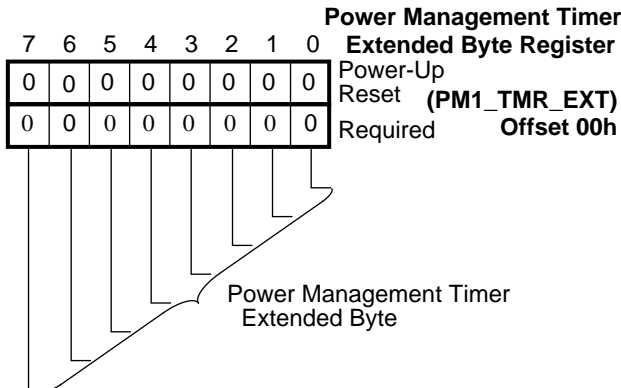 Power Management Timer
7 6 5 4 3 2 1 0 Extended Byte Register
0 0 0 0 0 0 0 0 Power-Up
Reset (PM1_TMR_EXT)
0 0 0 0 0 0 0 0 Required Offset 00h
Power Management Timer
Extended Byte